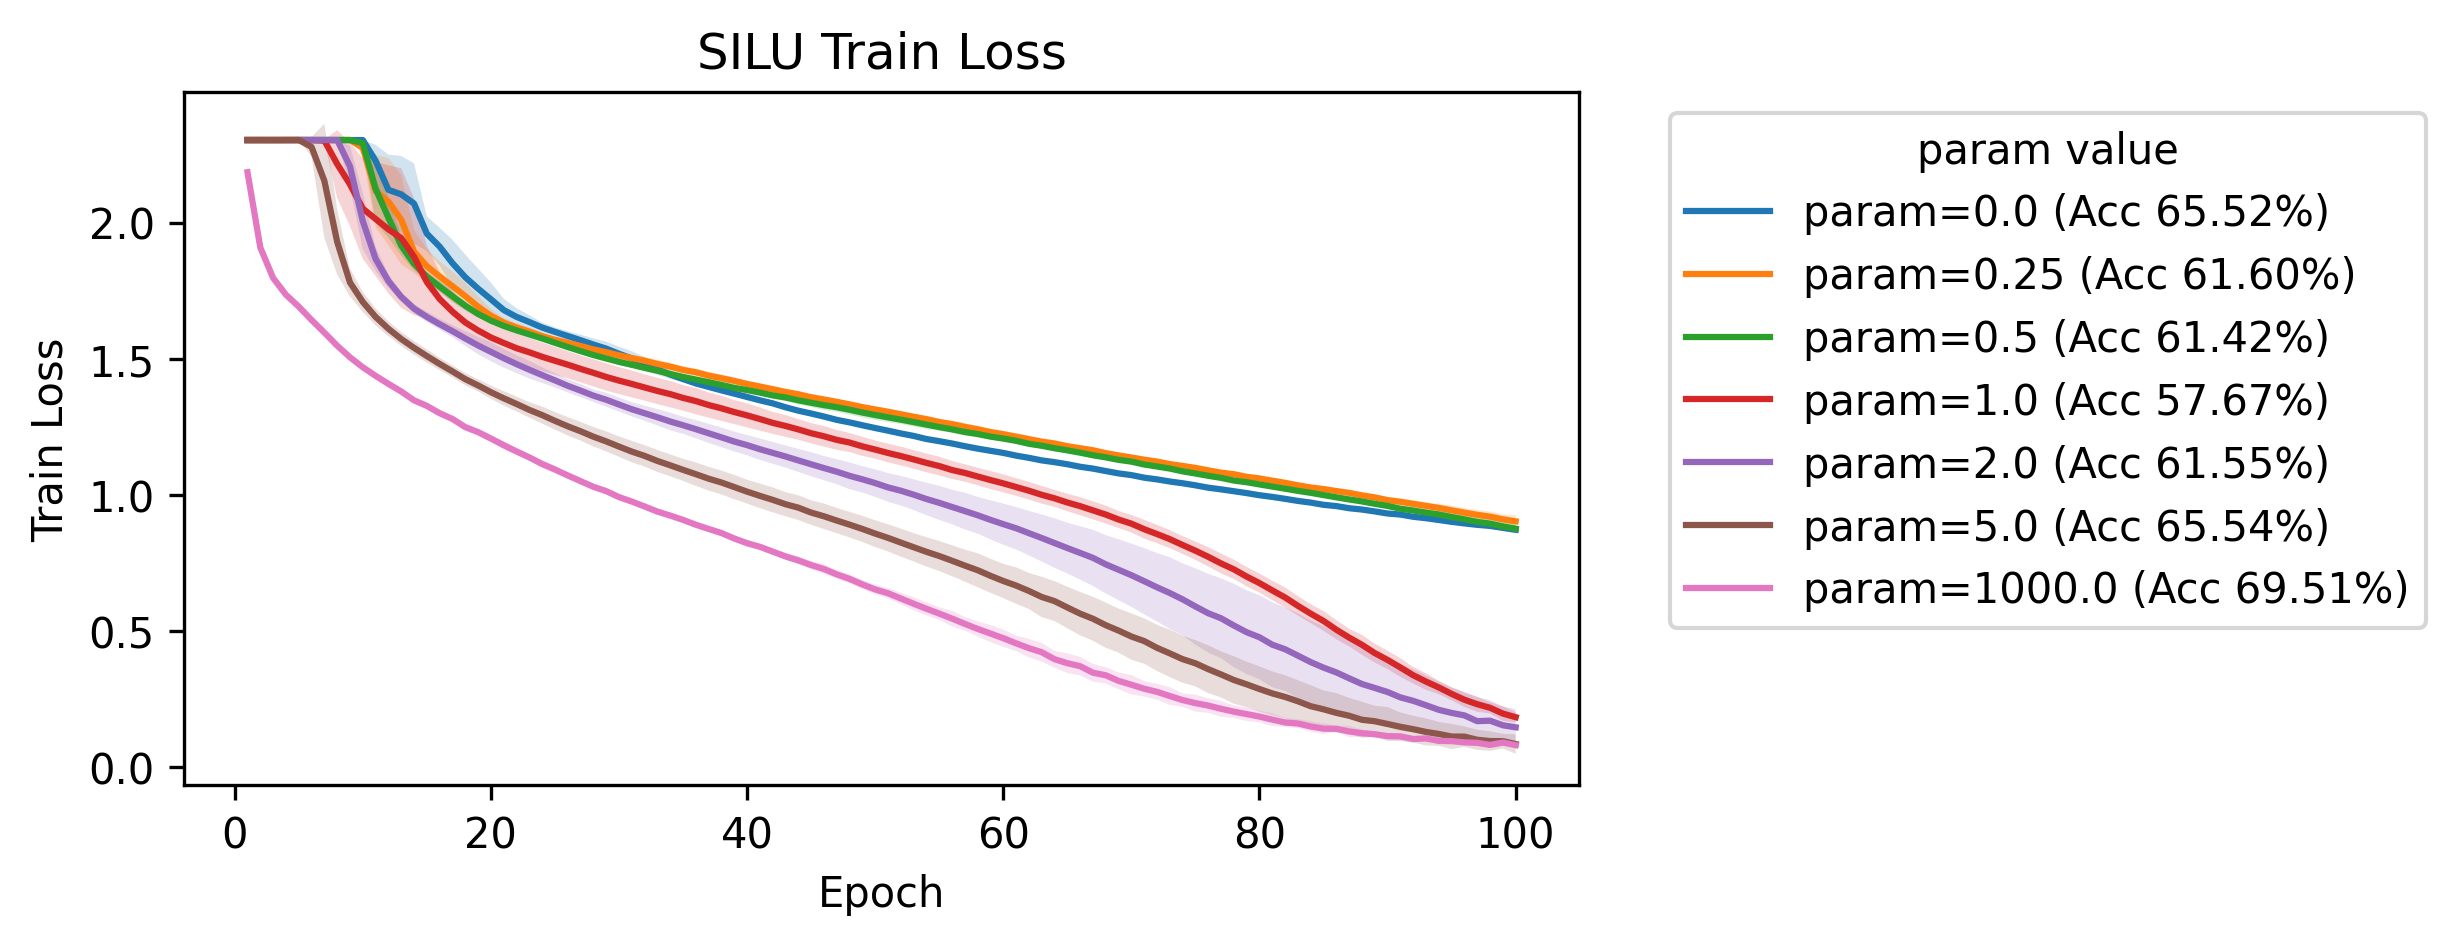 SILU Train Loss
Train Loss
2.0
1.5
1.0
0.5
0.0
0 20 40 60 80 100
Epoch
param value
param=0.0 (Acc 65.52%)
param=0.25 (Acc 61.60%)
param=0.5 (Acc 61.42%)
param=1.0 (Acc 57.67%)
param=2.0 (Acc 61.55%)
param=5.0 (Acc 65.54%)
param=1000.0 (Acc 69.51%)